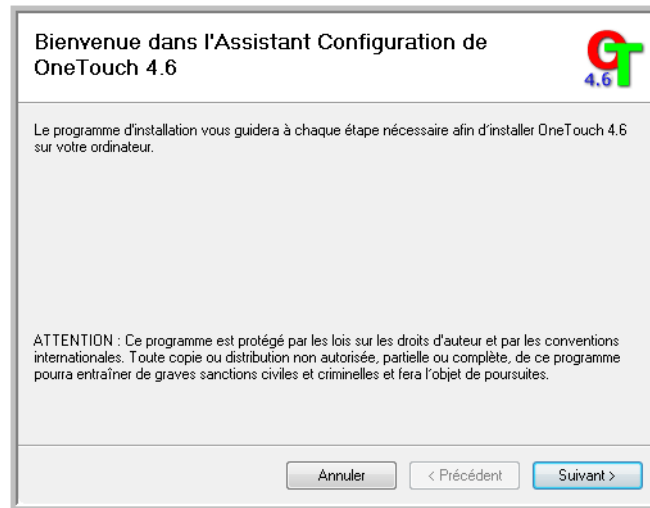 Bienvenue dans l'Assistant Configuration de
OneTouch 4.6
OT
4.6
Le programme d'installation vous guidera à chaque étape nécessaire afin d'installer OneTouch 4.6
sur votre ordinateur.
ATTENTION : Ce programme est protégé par les lois sur les droits d'auteur et par les conventions
internationales. Toute copie ou distribution non autorisée, partielle ou complète, de ce programme
pourra entraîner de graves sanctions civiles et criminelles et fera l'objet de poursuites.
Annuler
< Précédent
Suivant >